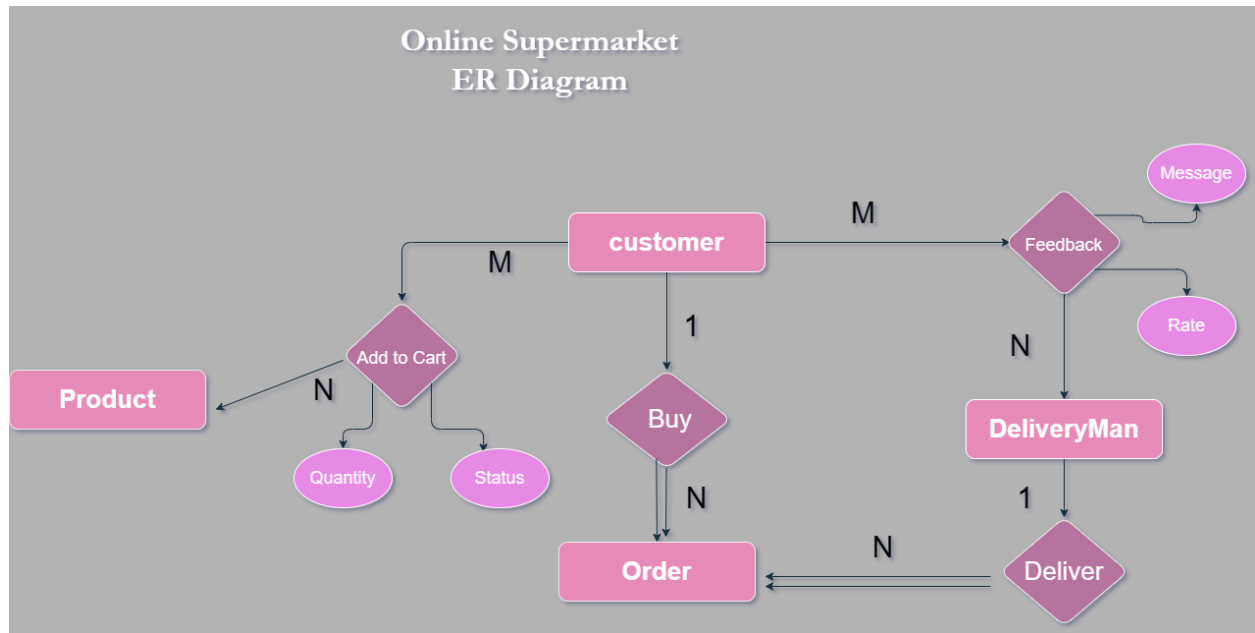 Online Supermarket
ER Diagram
Message
M
customer
Feedback
M
1
Rate
Add to Cart
N
N
Product
Buy
DeliveryMan
Quantity
Status
N
1
N
Order
Deliver